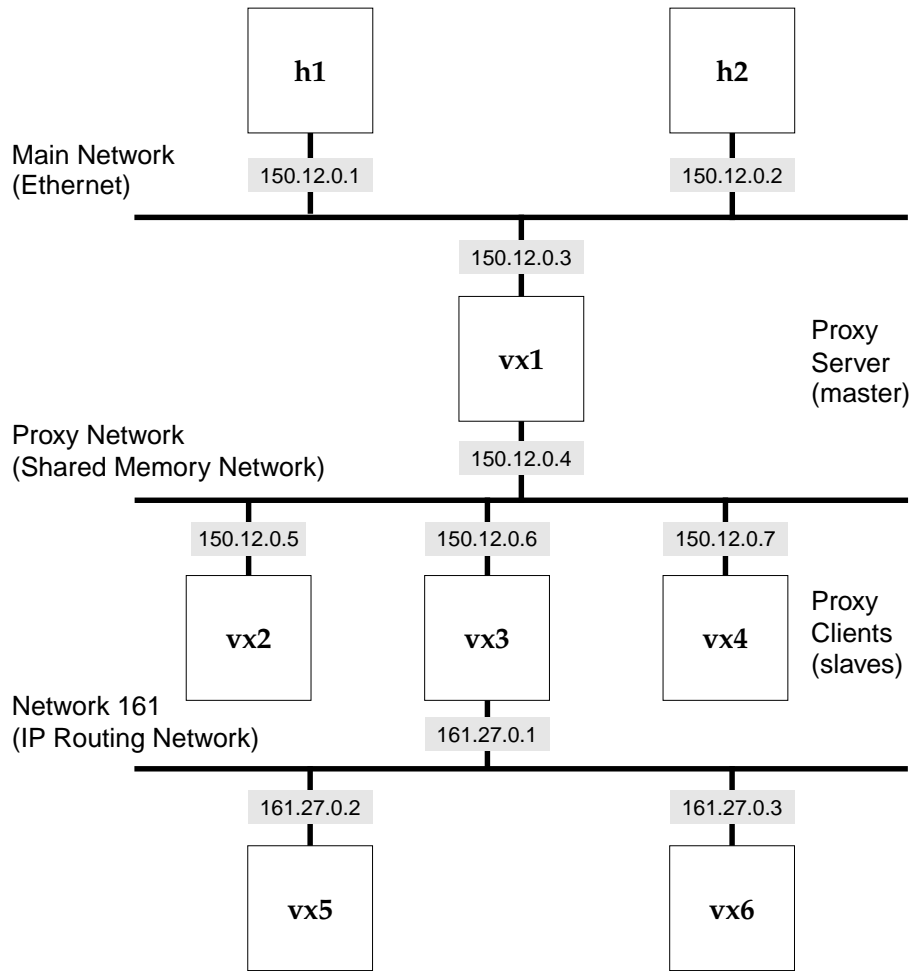 h1
h2
Main Network
(Ethernet)
150.12.0.1
150.12.0.2
150.12.0.3
vx1
Proxy
Server
(master)
Proxy Network
(Shared Memory Network)
150.12.0.4
150.12.0.5
150.12.0.6
150.12.0.7
vx2
vx3
vx4
Proxy
Clients
(slaves)
Network 161
(IP Routing Network)
161.27.0.1
161.27.0.2
161.27.0.3
vx5
vx6